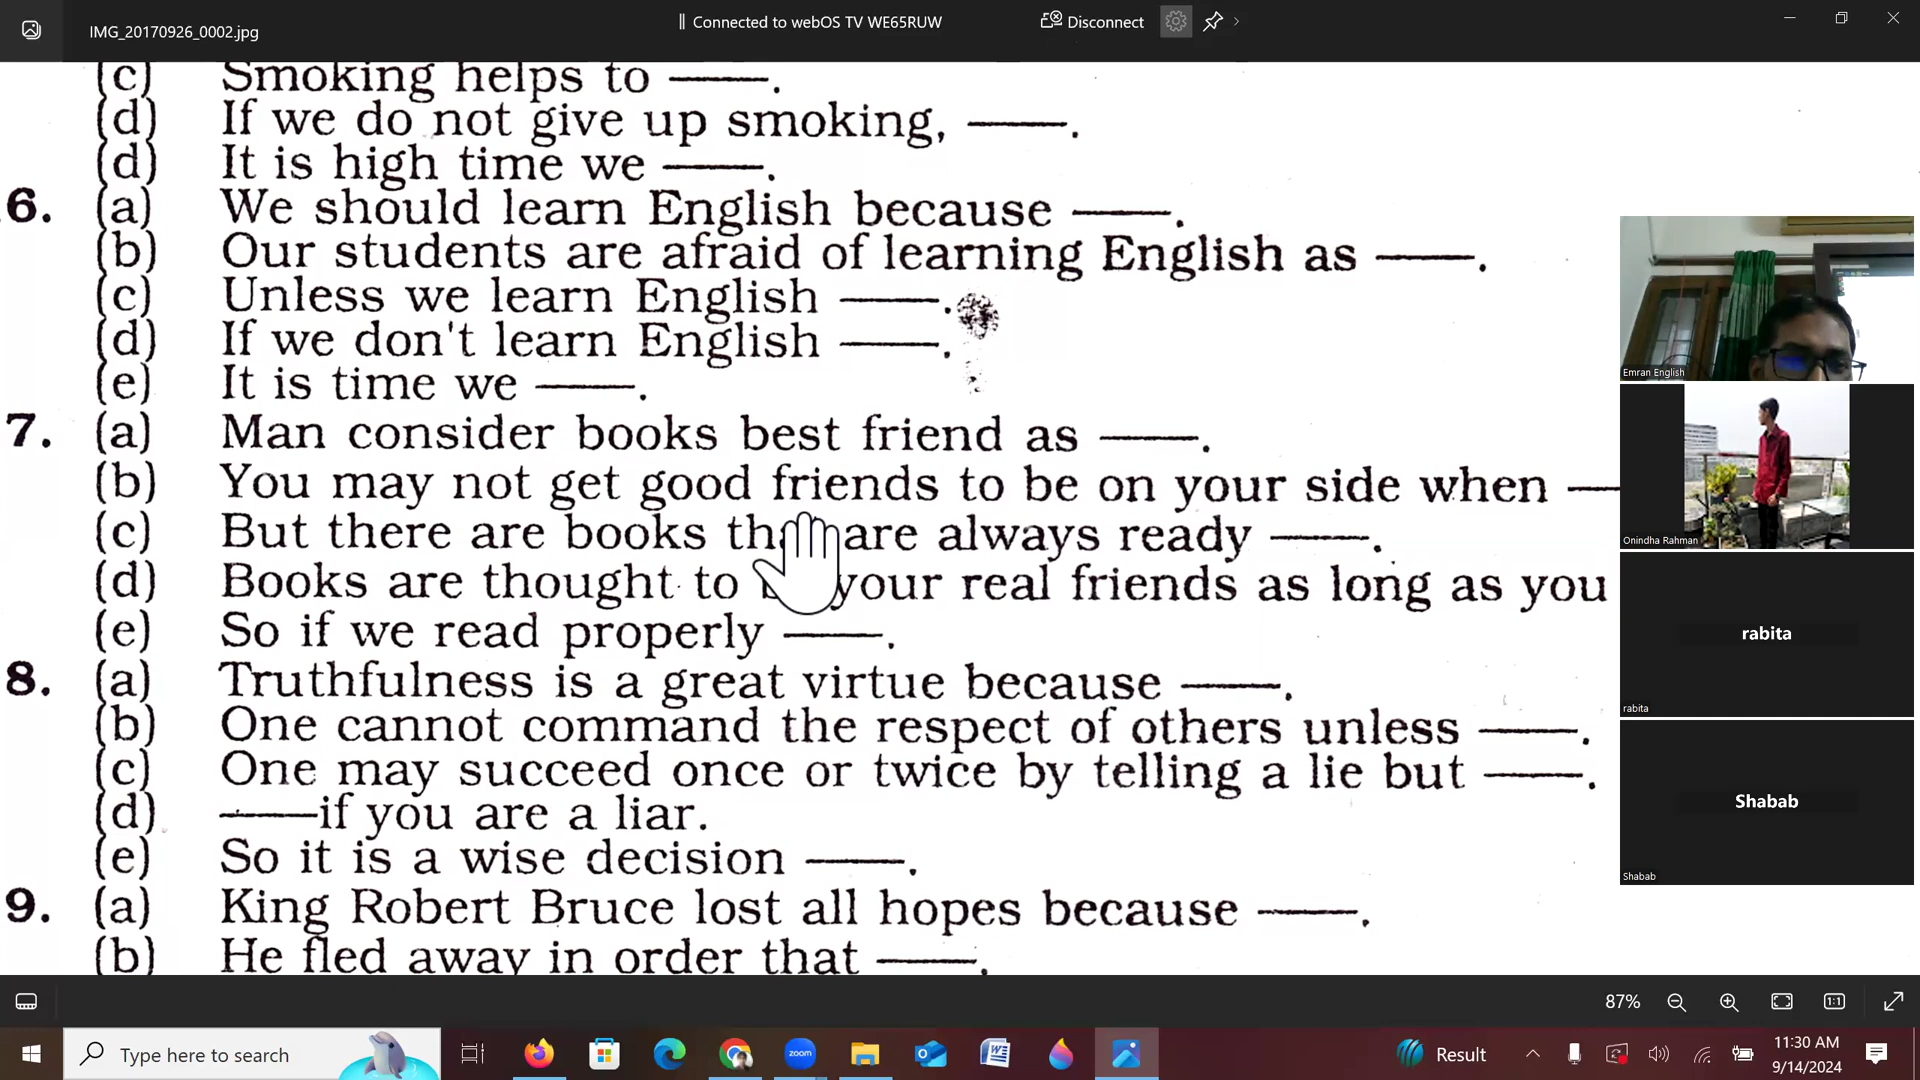 IMG_20170926_0002.jpg
Connected to webOS TV WE65RUW
Disconnect
(c) Smoking helps to ———.
(d) If we do not give up smoking, ———.
(d) It is high time we ———.
6. (a) We should learn English because ———.
(b) Our students are afraid of learning English as ———.
(c) Unless we learn English ———.
(d) If we don't learn English ———.
(e) It is time we ———.
7. (a) Man consider books best friend as ———.
(b) You may not get good friends to be on your side when —
(c) But there are books are always ready ———.
(d) Books are thought to your real friends as long as you
(e) So if we read properly ———.
8. (a) Truthfulness is a great virtue because ———.
(b) One cannot command the respect of others unless ———.
(c) One may succeed once or twice by telling a lie but ———.
(d) ———if you are a liar.
(e) So it is a wise decision ———.
9. (a) King Robert Bruce lost all hopes because ———.
(b) He fled away in order that ———.
Emran English
Onindha Rahman
rabita
rabita
Shabab
Shabab
87%
1:1
Type here to search
zoom
Result
11:30 AM
9/14/2024